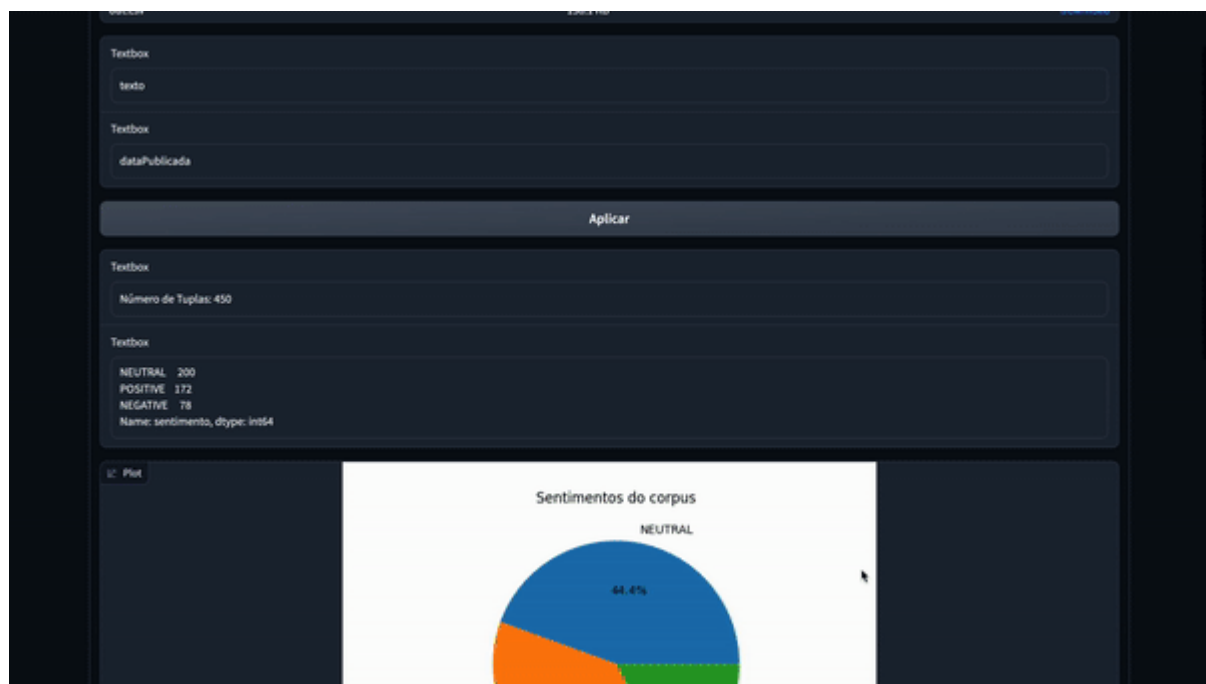 Textbox
texto
Textbox
dataPublicada
Aplicar
Textbox
Número de Tuplas: 450
Textbox
NEUTRAL 200
POSITIVE 172
NEGATIVE 78
Name: sentimento, dtype: int64
Plot
Sentimentos do corpus
NEUTRAL
44.4%